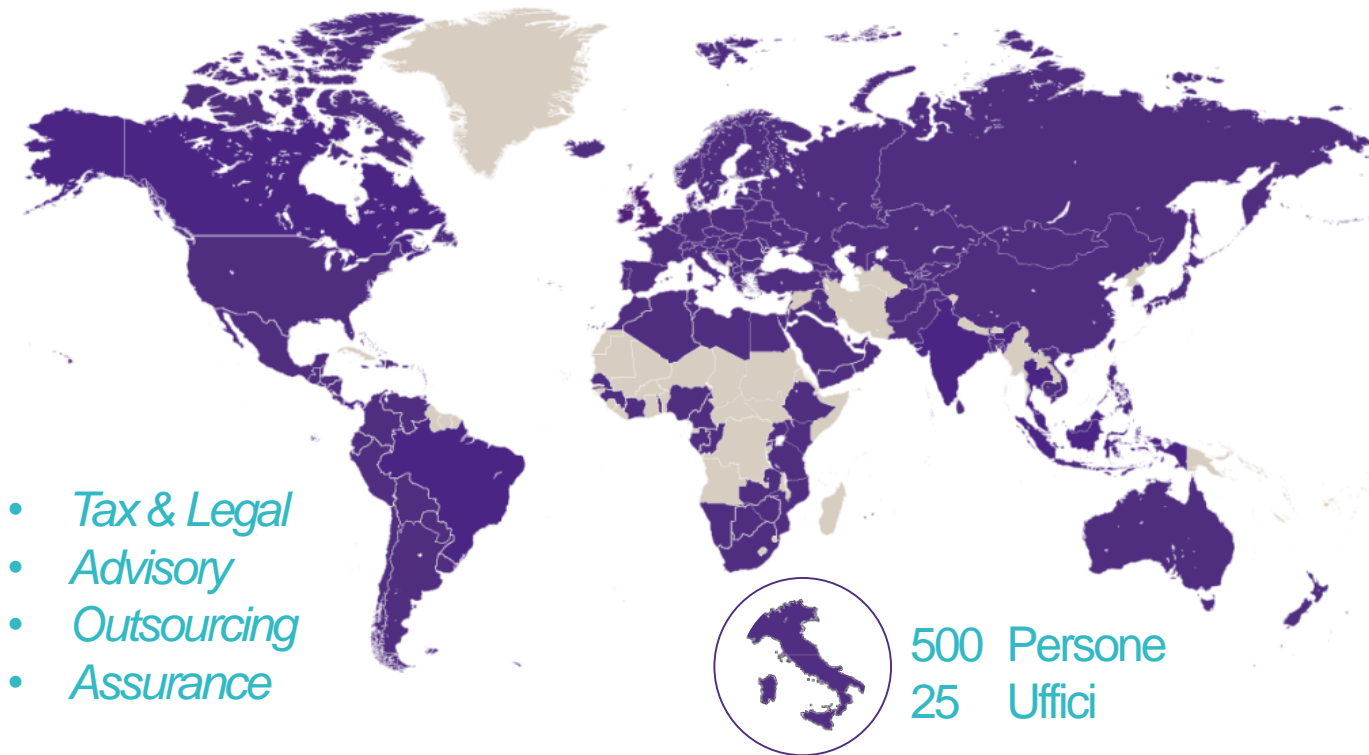 • Tax & Legal
• Advisory
• Outsourcing
• Assurance
500 Persone
25 Uffici